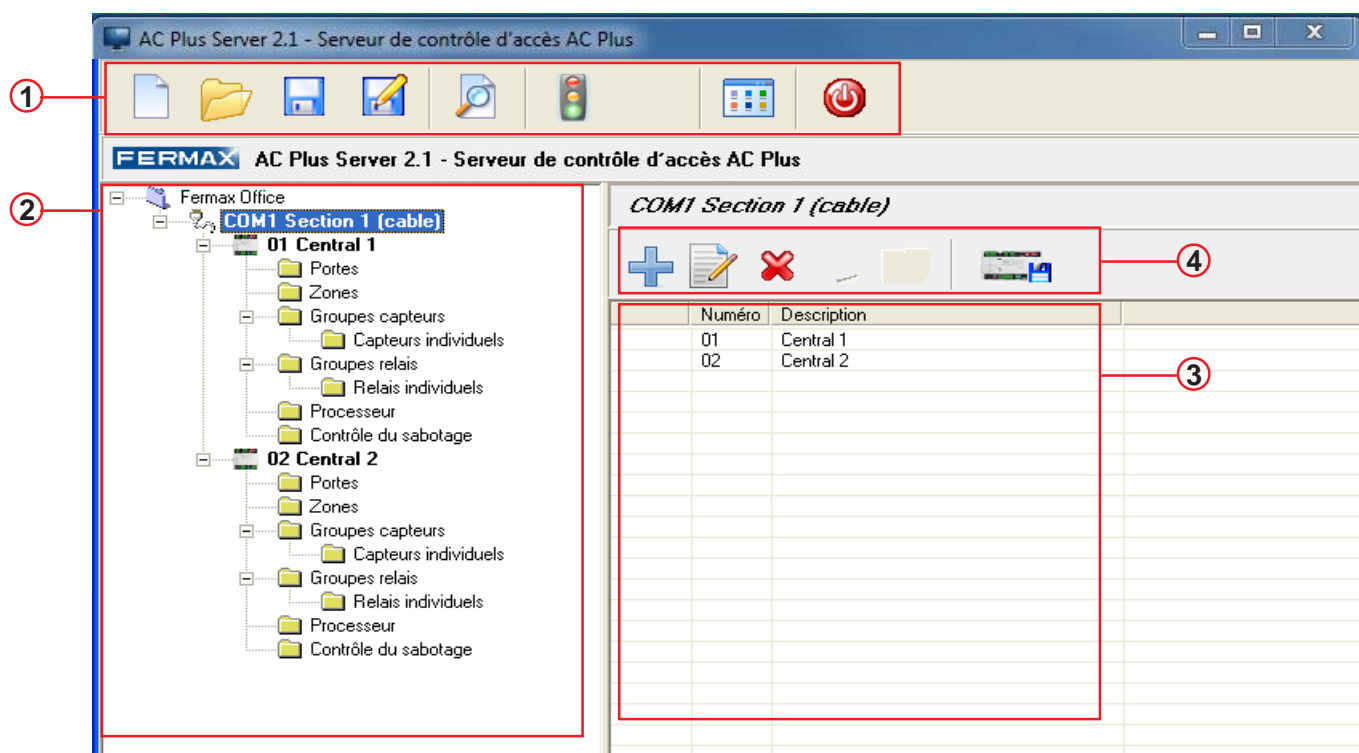 AC Plus Server 2.1 - Serveur de contrôle d´accès AC Plus
1
FERMAX AC Plus Server 2.1 - Serveur de contrôle d´accès AC Plus
2
Fermax Office
COM1 Section 1 (cable)
01 Central 1
Portes
Zones
Groupes capteurs
Capteurs individuels
Groupes relais
Relais individuels
Processeur
Contrôle du sabotage
02 Central 2
Portes
Zones
Groupes capteurs
Capteurs individuels
Groupes relais
Relais individuels
Processeur
Contrôle du sabotage
COM1 Section 1 (cable)
4
Numéro Description
01 Central 1
02 Central 2
3